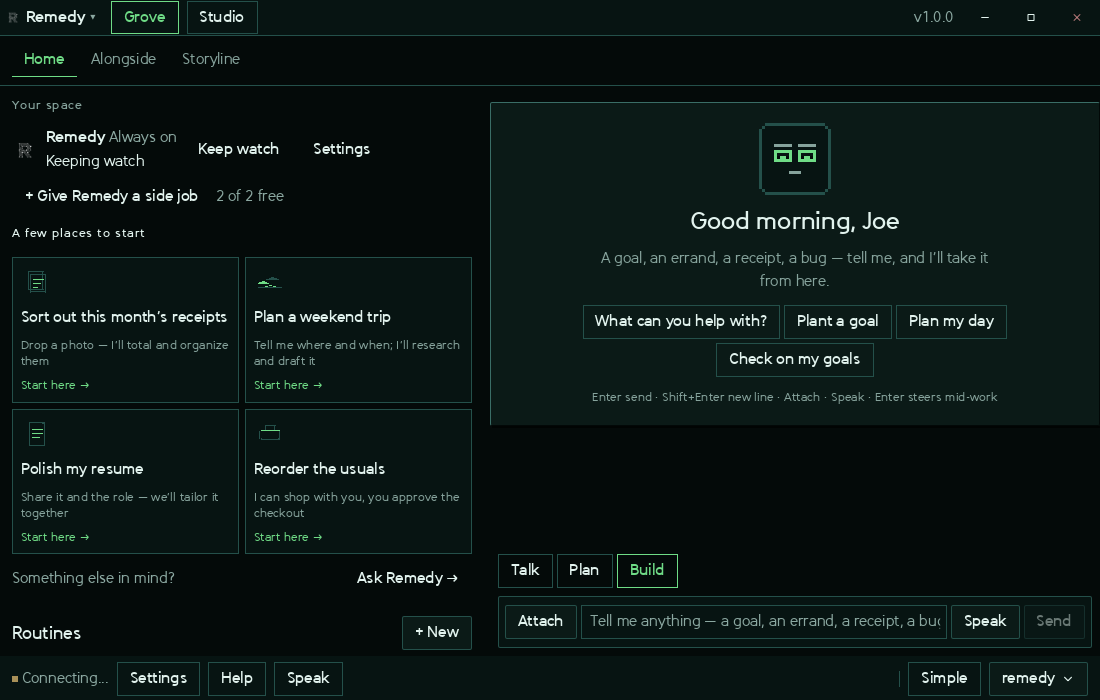 Remedy ▾ Grove Studio v1.0.0
Home Alongside Storyline
Your space
Remedy Always on
Keeping watch
Keep watch Settings
+ Give Remedy a side job 2 of 2 free
A few places to start
Sort out this month's receipts
Drop a photo — I'll total and organize
them
Start here →
Plan a weekend trip
Tell me where and when; I'll research
and draft it
Start here →
Polish my resume
Share it and the role — we'll tailor it
together
Start here →
Reorder the usuals
I can shop with you, you approve the
checkout
Start here →
Something else in mind? Ask Remedy →
Routines + New
Good morning, Joe
A goal, an errand, a receipt, a bug — tell me, and I'll take it
from here.
What can you help with? Plant a goal Plan my day
Check on my goals
Enter send · Shift+Enter new line · Attach · Speak · Enter steers mid-work
Talk Plan Build
Attach Tell me anything — a goal, an errand, a receipt, a bug Speak Send
Connecting... Settings Help Speak Simple remedy